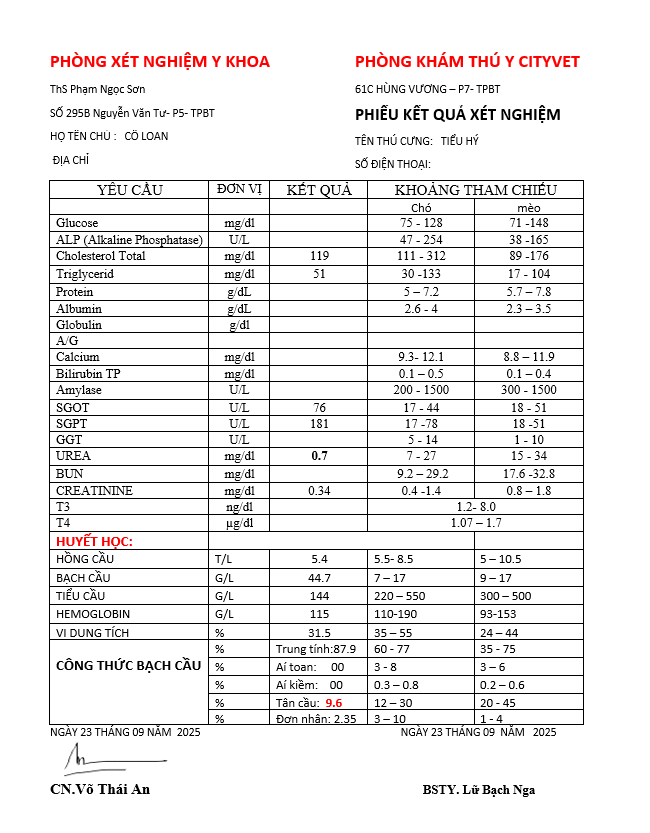 PHÒNG XÉT NGHIỆM Y KHOA
ThS Phạm Ngọc Sơn
SỐ 295B Nguyễn Văn Tư- P5- TPBT
HỌ TÊN CHỦ : CÔ LOAN
ĐỊA CHỈ
PHÒNG KHÁM THÚ Y CITYVET
61C HÙNG VƯƠNG – P7- TPBT
PHIẾU KẾT QUẢ XÉT NGHIỆM
TÊN THÚ CƯNG: TIỂU HÝ
SỐ ĐIỆN THOẠI:
YÊU CẦU ĐƠN VỊ KẾT QUẢ KHOẢNG THAM CHIẾU
Chó mèo
Glucose mg/dl 75 - 128 71 -148
ALP (Alkaline Phosphatase) U/L 47 - 254 38 -165
Cholesterol Total mg/dl 119 111 - 312 89 -176
Triglycerid mg/dl 51 30 -133 17 - 104
Protein g/dL 5 – 7.2 5.7 – 7.8
Albumin g/dL 2.6 - 4 2.3 – 3.5
Globulin g/dl
A/G
Calcium mg/dl 9.3- 12.1 8.8 – 11.9
Bilirubin TP mg/dl 0.1 – 0.5 0.1 – 0.4
Amylase U/L 200 - 1500 300 - 1500
SGOT U/L 76 17 - 44 18 - 51
SGPT U/L 181 17 -78 18 -51
GGT U/L 5 - 14 1 - 10
UREA mg/dl 0.7 7 - 27 15 - 34
BUN mg/dl 9.2 – 29.2 17.6 -32.8
CREATININE mg/dl 0.34 0.4 -1.4 0.8 – 1.8
T3 ng/dl 1.2- 8.0
T4 µg/dl 1.07 – 1.7
HUYẾT HỌC:
HỒNG CẦU T/L 5.4 5.5- 8.5 5 – 10.5
BẠCH CẦU G/L 44.7 7 – 17 9 – 17
TIỂU CẦU G/L 144 220 – 550 300 – 500
HEMOGLOBIN G/L 115 110-190 93-153
VI DUNG TÍCH % 31.5 35 – 55 24 – 44
CÔNG THỨC BẠCH CẦU % Trung tính:87.9 60 - 77 35 - 75
% Aí toan: 00 3 - 8 3 – 6
% Aí kiềm: 00 0.3 – 0.8 0.2 – 0.6
% Tân cầu: 9.6 12 – 30 20 - 45
% Đơn nhân: 2.35 3 – 10 1 - 4
NGÀY 23 THÁNG 09 NĂM 2025 NGÀY 23 THÁNG 09 NĂM 2025
CN.Võ Thái An BSTY. Lữ Bạch Nga